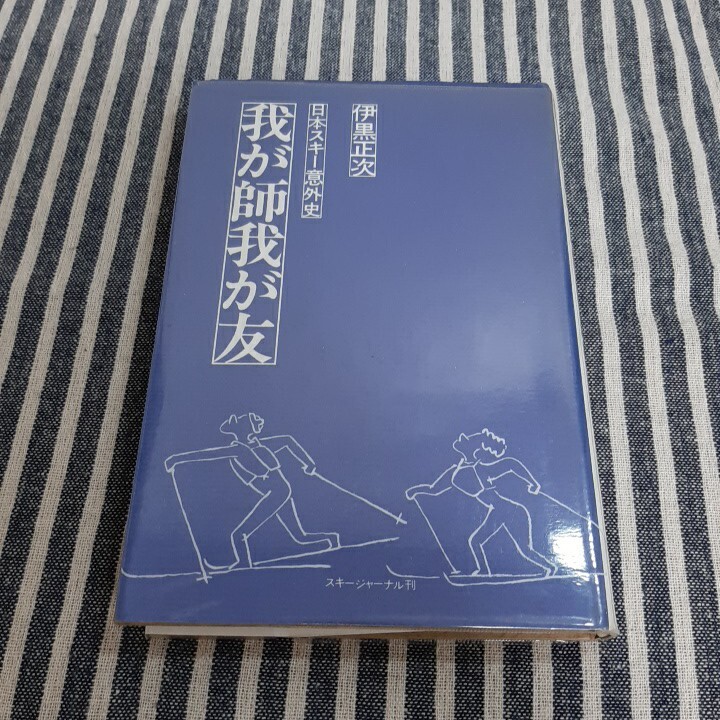 伊黒正次
日本スキー意外史
我が師我が友
スキージャーナル刊